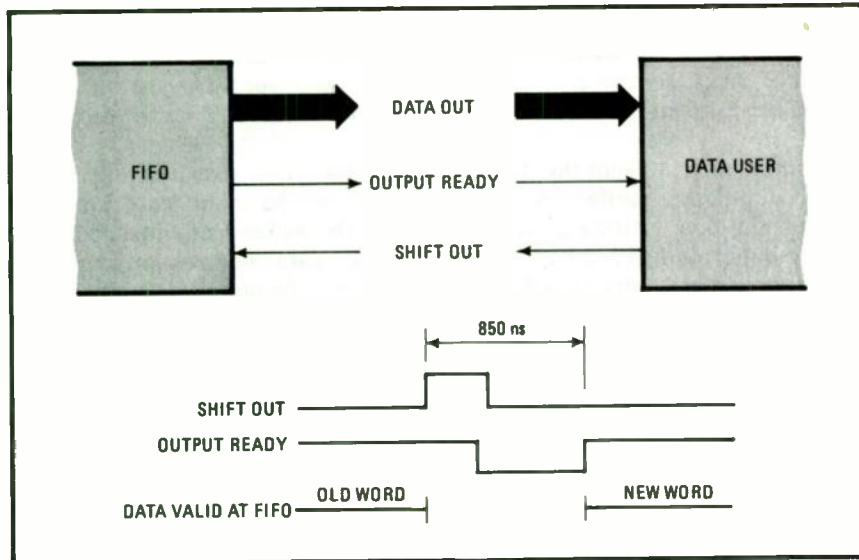 FIFO
DATA OUT
OUTPUT READY
SHIFT OUT
DATA USER
850 ns
SHIFT OUT
OUTPUT READY
DATA VALID AT FIFO
OLD WORD
NEW WORD